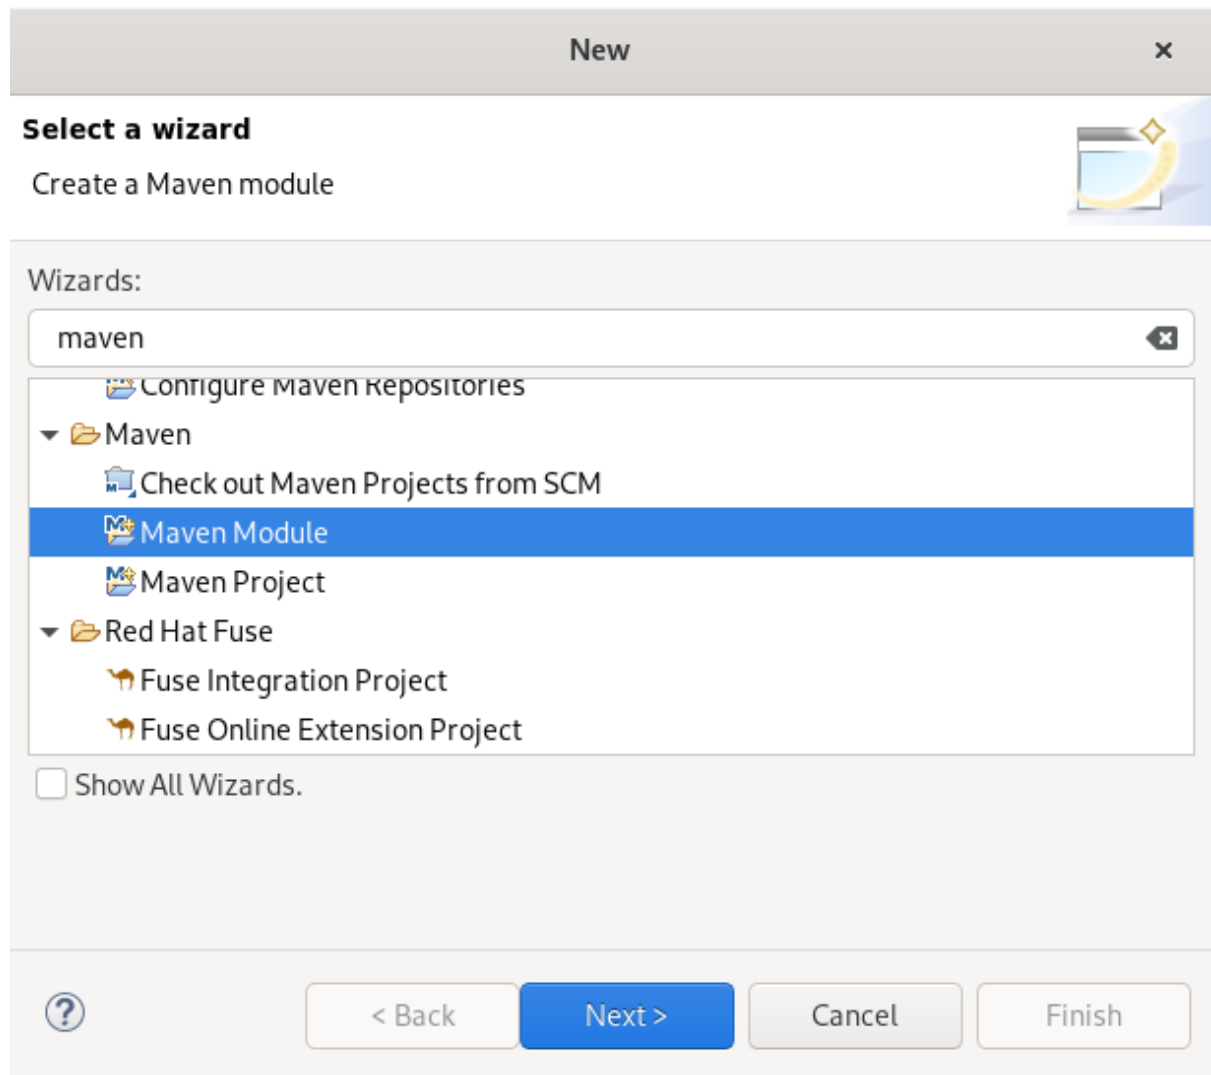 New
Select a wizard
Create a Maven module
Wizards:
maven
Configure Maven Repositories
Maven
Check out Maven Projects from SCM
Maven Module
Maven Project
Red Hat Fuse
Fuse Integration Project
Fuse Online Extension Project
Show All Wizards.
< Back Next > Cancel Finish